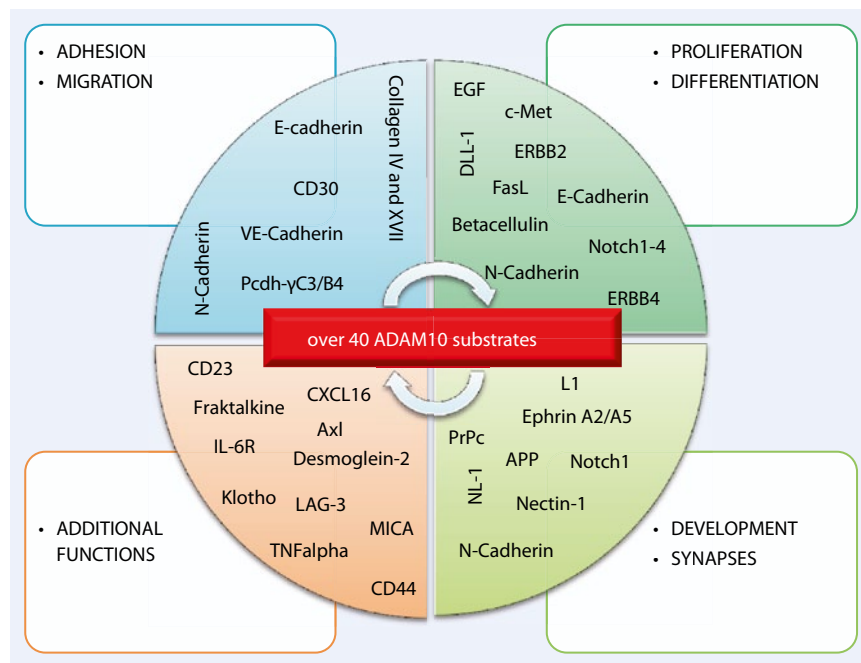 • ADHESION
• MIGRATION
• PROLIFERATION
• DIFFERENTIATION
E-cadherin
Collagen IV and XVII
CD30
VE-Cadherin
N-Cadherin
Pcdh-γC3/B4
EGF
c-Met
DLL-1
ERBB2
FasL
E-Cadherin
Betacellulin
Notch1-4
N-Cadherin
ERBB4
over 40 ADAM10 substrates
CD23
CXCL16
Fraktalkine
Axl
IL-6R
Desmoglein-2
Klotho
LAG-3
MICA
TNFalpha
CD44
L1
Ephrin A2/A5
PrPc
APP
Notch1
NL-1
Nectin-1
N-Cadherin
• ADDITIONAL
FUNCTIONS
• DEVELOPMENT
• SYNAPSES